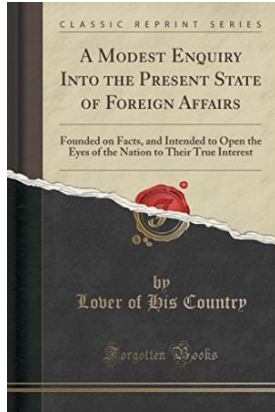 CLASSIC REPRINT SERIES
A MODEST ENQUIRY
INTO THE PRESENT STATE
OF FOREIGN AFFAIRS
Founded on Facts, and Intended to Open the
Eyes of the Nation to Their True Interest
by
Lover of His Country
Forgotten Books